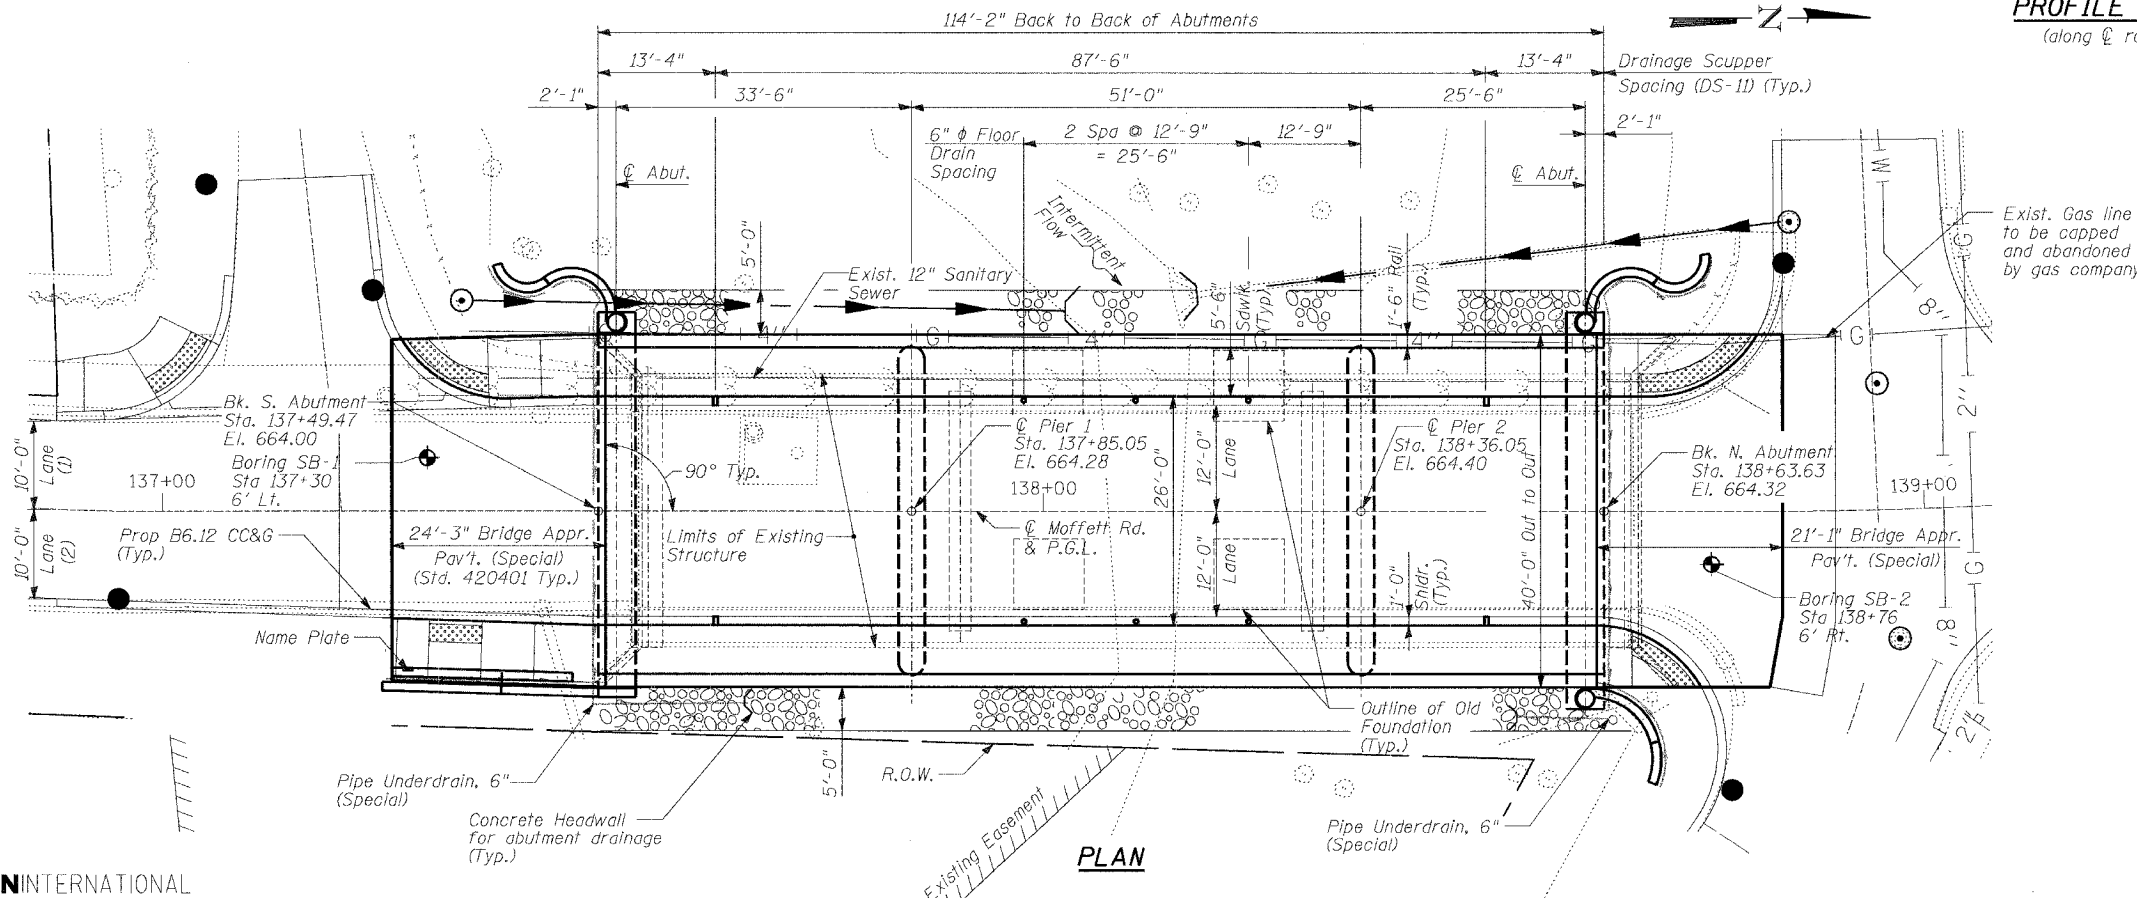 PROFILE
(along ℄ r
114'-2" Back to Back of Abutments
Z
13'-4"
87'-6"
13'-4"
Drainage Scupper
Spacing (DS-11) (Typ.)
2'-1"
33'-6"
51'-0"
25'-6"
2'-1"
6" φ Floor
Drain
Spacing
2 Spa @ 12'-9"
= 25'-6"
12'-9"
℄ Abut.
℄ Abut.
W
Intermittent
Flow
5'-0"
Exist. 12" Sanitary
Sewer
5'-6"
Sdwlk.
(Typ.)
1'-6" Rail
(Typ.)
Exist. Gas line
to be capped
and abandoned
by gas company
G
8"
4"
G
4"
G
4"
G
G
2"
Bk. S. Abutment
Sta. 137+49.47
El. 664.00
Boring SB-1
Sta 137+30
6' Lt.
10'-0"
Lane
(1)
137+00
90° Typ.
℄ Pier 1
Sta. 137+85.05
El. 664.28
138+00
26'-0"
12'-0"
Lane
℄ Pier 2
Sta. 138+36.05
El. 664.40
Bk. N. Abutment
Sta. 138+63.63
El. 664.32
139+00
10'-0"
Lane
(2)
Prop B6.12 CC&G
(Typ.)
24'-3" Bridge Appr.
Pav't. (Special)
(Std. 420401 Typ.)
Limits of Existing
Structure
℄ Moffett Rd.
& P.G.L.
12'-0"
Lane
1'-0"
Shldr.
(Typ.)
40'-0" Out to Out
21'-1" Bridge Appr.
Pav't. (Special)
G
Boring SB-2
Sta 138+76
6' Rt.
8"
Name Plate
2"
Outline of Old
Foundation
(Typ.)
5'-0"
R.O.W.
Pipe Underdrain, 6"
(Special)
Concrete Headwall
for abutment drainage
(Typ.)
Existing Easement
Pipe Underdrain, 6"
(Special)
PLAN
NINTERNATIONAL